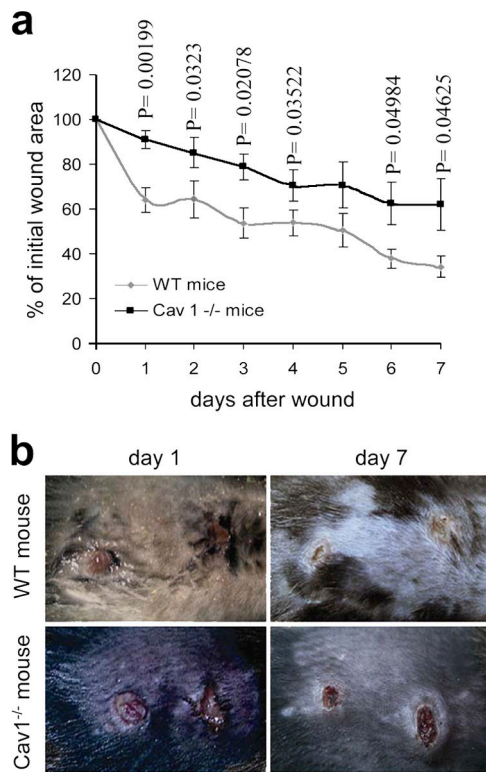 a
% of initial wound area
120
100
80
60
40
20
0
P= 0.00199
P= 0.0323
P= 0.02078
P= 0.03522
P= 0.04984
P= 0.04625
WT mice
Cav 1 -/- mice
0 1 2 3 4 5 6 7
days after wound
b
day 1 day 7
WT mouse
Cav1-/- mouse